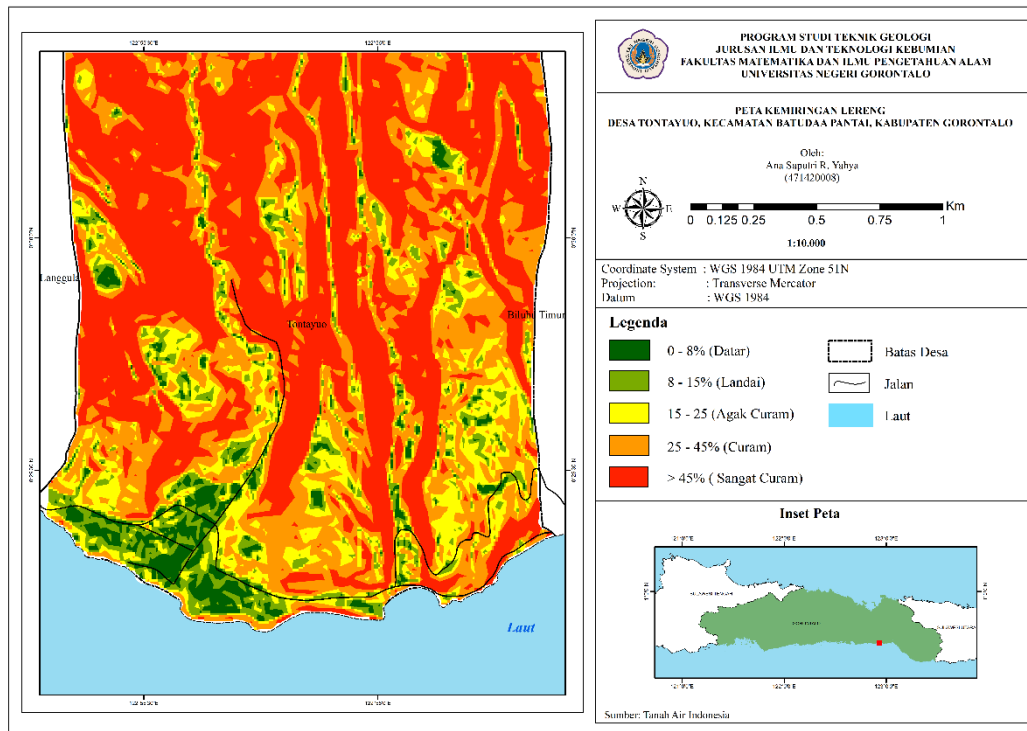 PROGRAM STUDI TEKNIK GEOLOGI
JURUSAN ILMU DAN TEKNOLOGI KEBUMIAN
FAKULTAS MATEMATIKA DAN ILMU PENGETAHUAN ALAM
UNIVERSITAS NEGERI GORONTALO
PETA KEMIRINGAN LERENG
DESA TONTAYUO, KECAMATAN BATUDAA PANTAI, KABUPATEN GORONTALO
Oleh:
Ana Saputri R. Yahya
(471420008)
N
W E
S
0 0.125 0.25 0.5 0.75 1 Km
1:10.000
Coordinate System : WGS 1984 UTM Zone 51N
Projection: : Transverse Mercator
Datum : WGS 1984
Legenda
0 - 8% (Datar)
8 - 15% (Landai)
15 - 25 (Agak Curam)
25 - 45% (Curam)
> 45% ( Sangat Curam)
Batas Desa
Jalan
Laut
Inset Peta
Sumber: Tanah Air Indonesia
Langgula
Tontayuo
Biluhu Timur
Laut